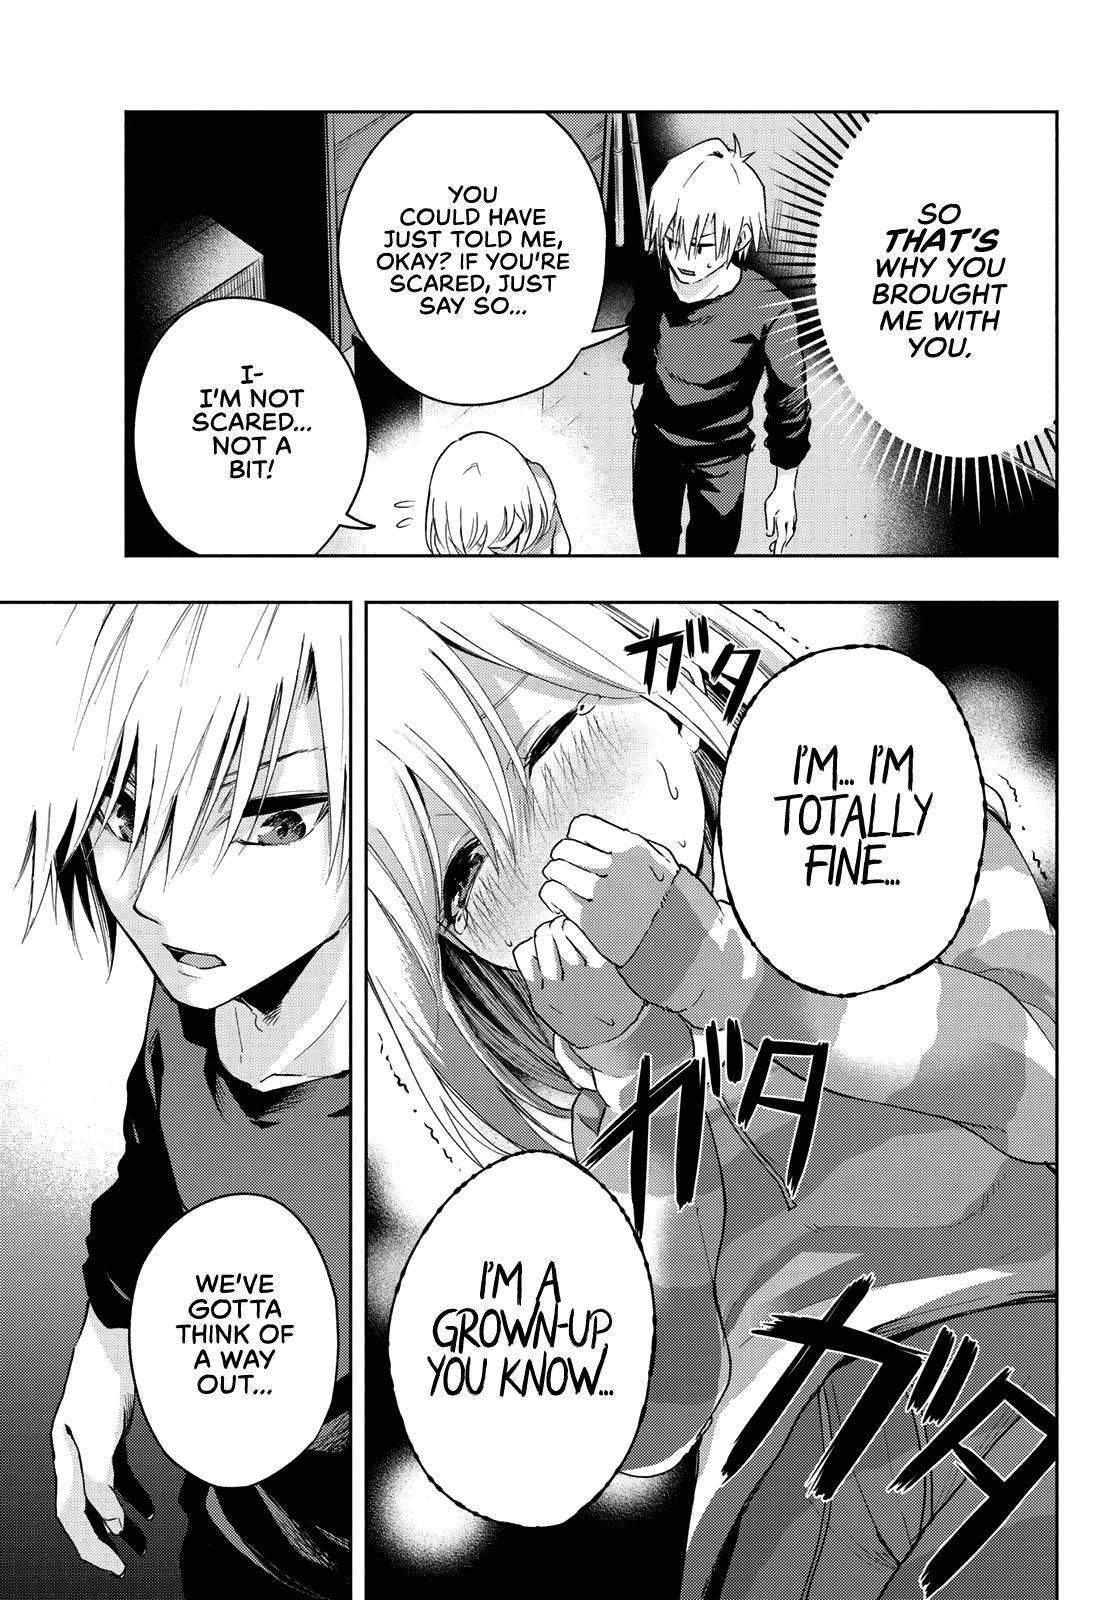 SO
THAT'S
WHY YOU
BROUGHT
ME WITH
YOU.
YOU
COULD HAVE
JUST TOLD ME,
OKAY? IF YOU'RE
SCARED, JUST
SAY SO...
I-
I'M NOT
SCARED...
NOT A
BIT!
ガタ
I'M... I'M
TOTALLY
FINE...
ガタ
I'M A
GROWN-UP,
YOU KNOW...
ガタ
WE'VE
GOTTA
THINK OF
A WAY
OUT...